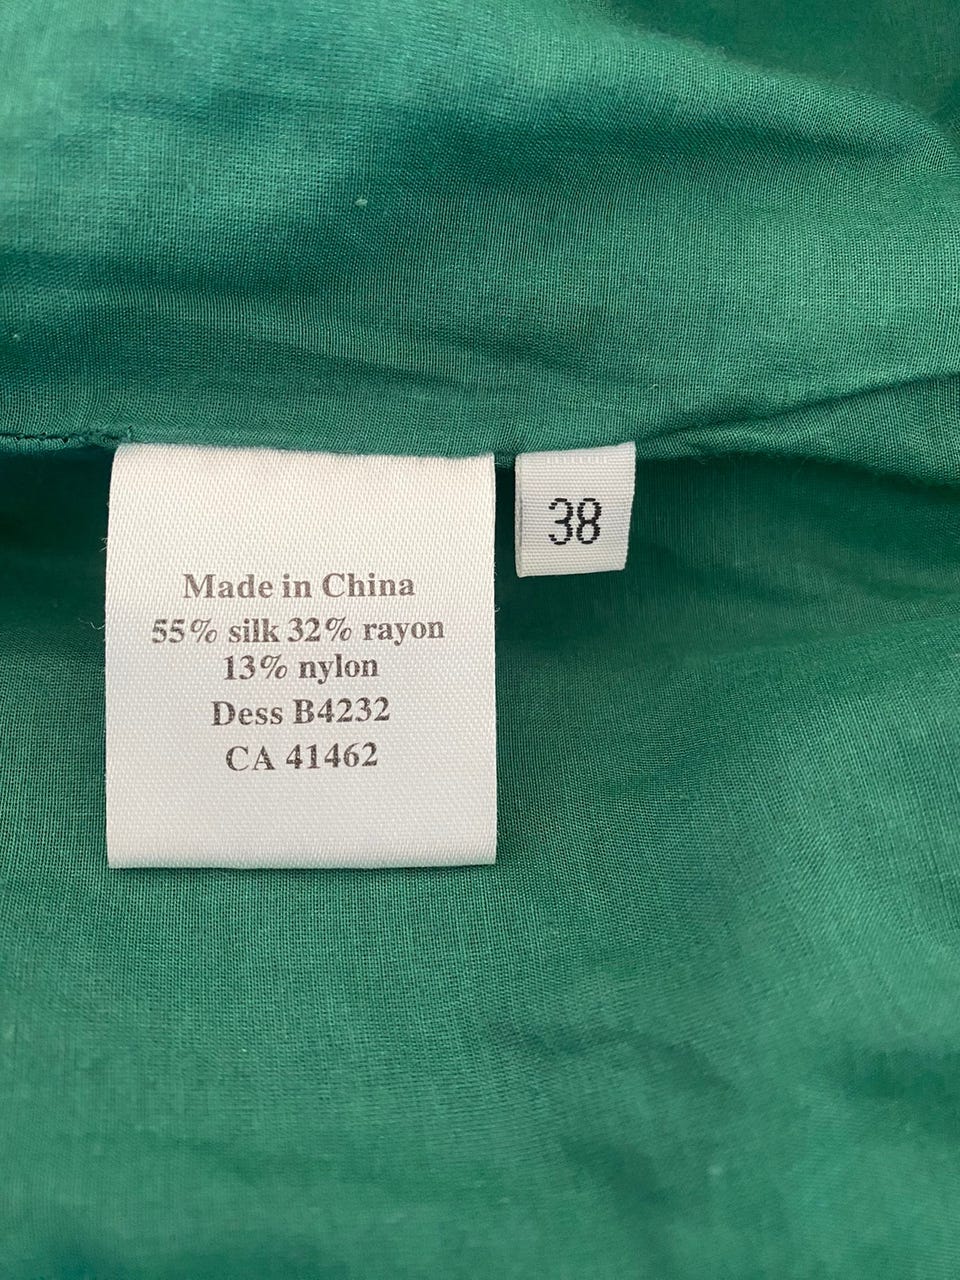 Made in China
55% silk 32% rayon
13% nylon
Dess B4232
CA 41462
38